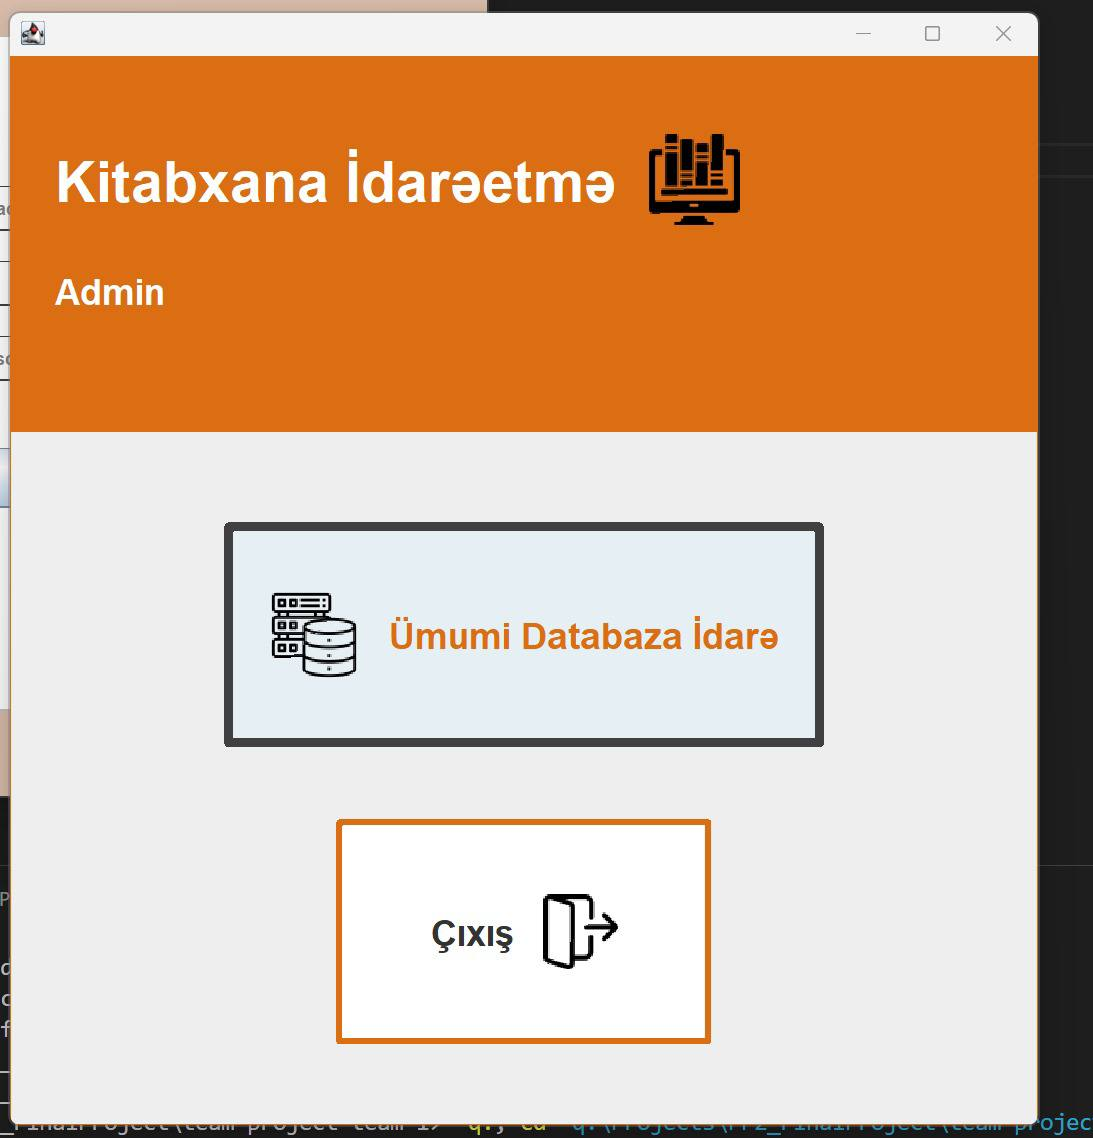 Kitabxana İdarəetmə
Admin
Ümumi Databaza İdarə
Çıxış